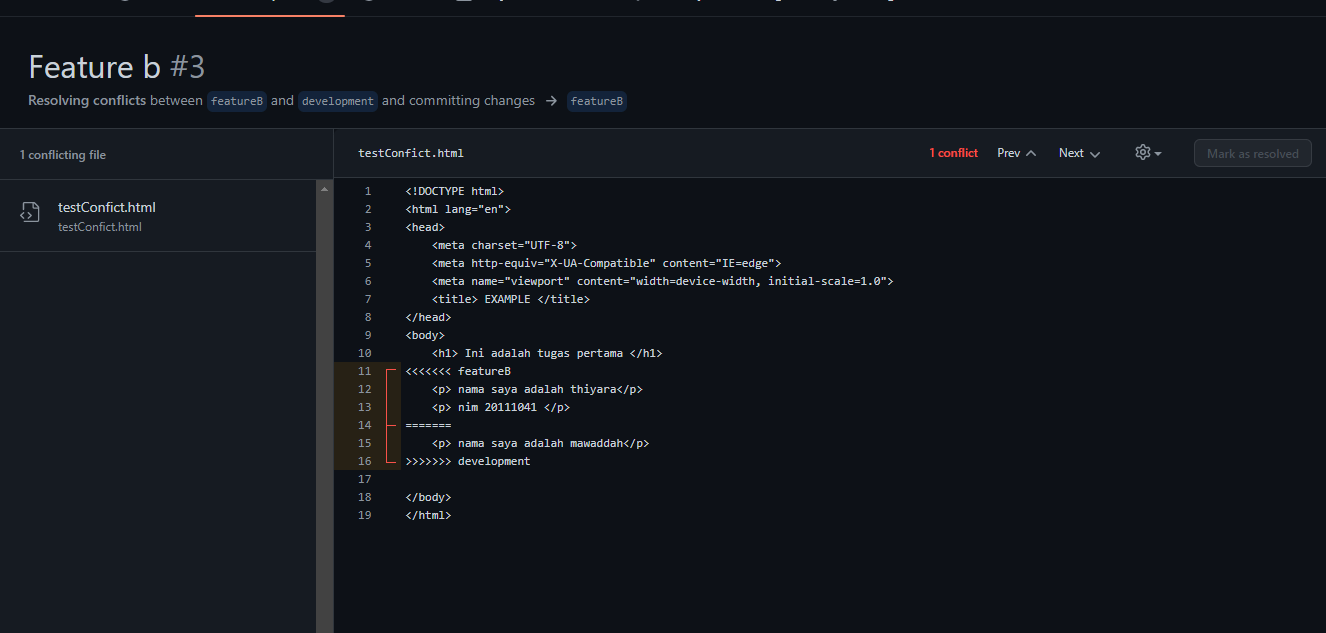 Feature b #3
Resolving conflicts between featureB and development and committing changes → featureB
1 conflicting file
testConfict.html
testConfict.html
testConfict.html 1 conflict Prev Next Mark as resolved
1 <!DOCTYPE html>
2 <html lang="en">
3 <head>
4     <meta charset="UTF-8">
5     <meta http-equiv="X-UA-Compatible" content="IE=edge">
6     <meta name="viewport" content="width=device-width, initial-scale=1.0">
7     <title> EXAMPLE </title>
8 </head>
9 <body>
10     <h1> Ini adalah tugas pertama </h1>
11 <<<<<<< featureB
12     <p> nama saya adalah thiyara</p>
13     <p> nim 20111041 </p>
14 =======
15     <p> nama saya adalah mawaddah</p>
16 >>>>>>> development
17
18 </body>
19 </html>